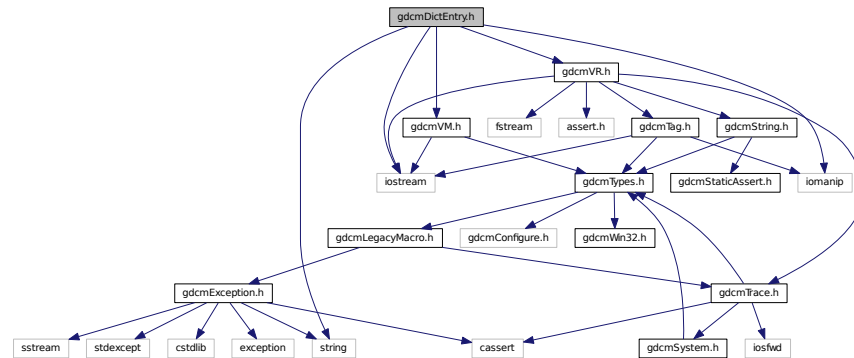 gdcmDictEntry.h
gdcmVR.h
gdcmVM.h
fstream
assert.h
gdcmTag.h
gdcmString.h
iostream
gdcmTypes.h
gdcmStaticAssert.h
iomanip
gdcmLegacyMacro.h
gdcmConfigure.h
gdcmWin32.h
gdcmException.h
gdcmTrace.h
sstream
stdexcept
cstdlib
exception
string
cassert
gdcmSystem.h
iosfwd